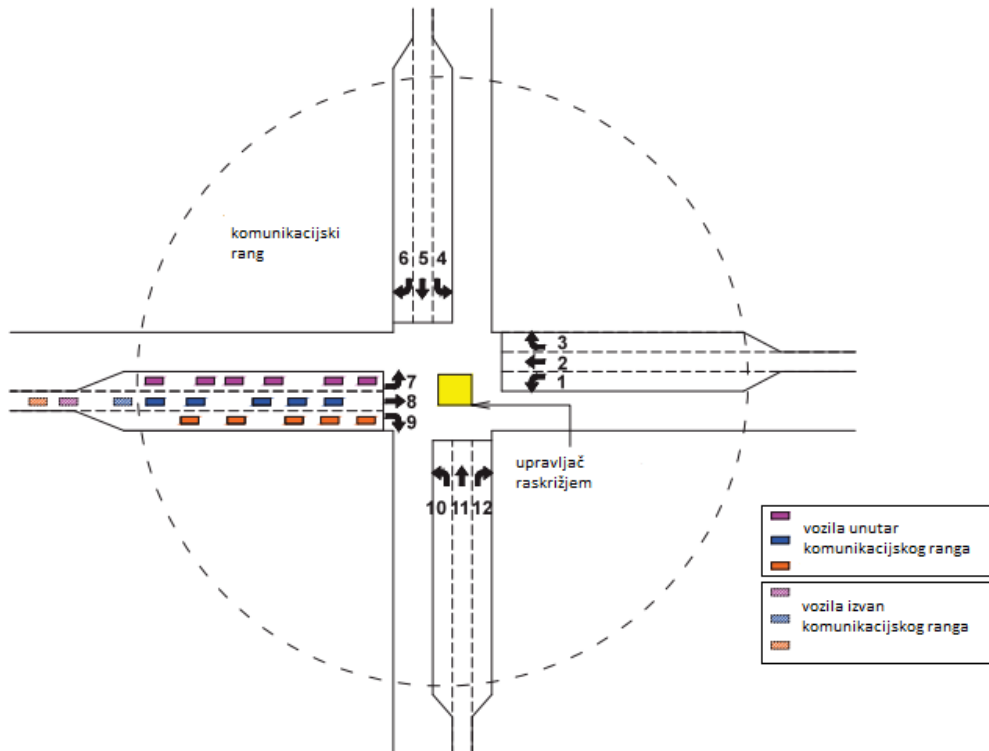 komunikacijski
rang
6 5 4
3
2
1
7
8
9
upravljač
raskrižjem
10 11 12
vozila unutar
komunikacijskog ranga
vozila izvan
komunikacijskog ranga